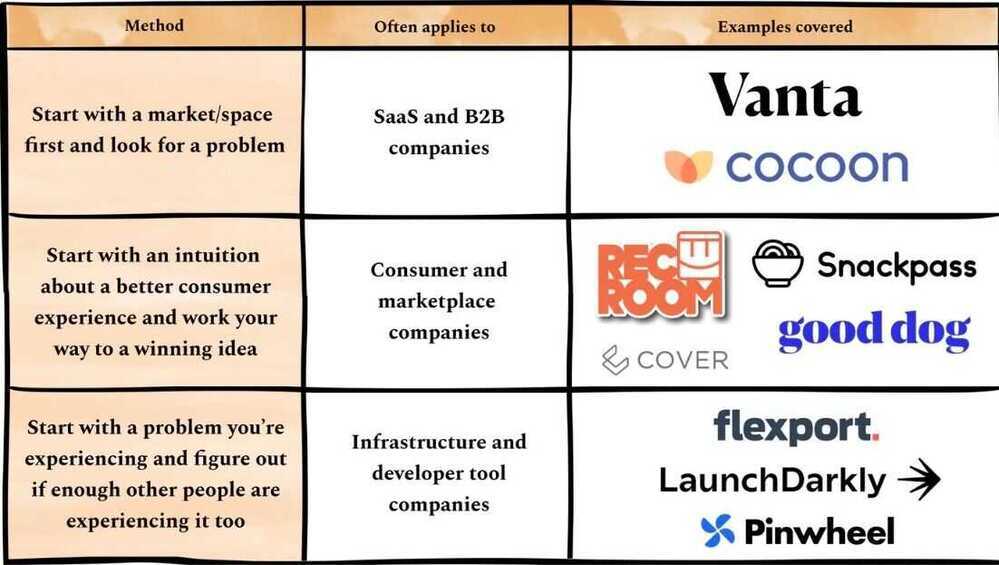 Method
Often applies to
Examples covered
Start with a market/space
first and look for a problem
SaaS and B2B
companies
Vanta
cocoon
Start with an intuition
about a better consumer
experience and work your
way to a winning idea
Consumer and
marketplace
companies
REC
ROOM
Snackpass
good dog
COVER
Start with a problem you’re
experiencing and figure out
if enough other people are
experiencing it too
Infrastructure and
developer tool
companies
flexport.
LaunchDarkly
Pinwheel